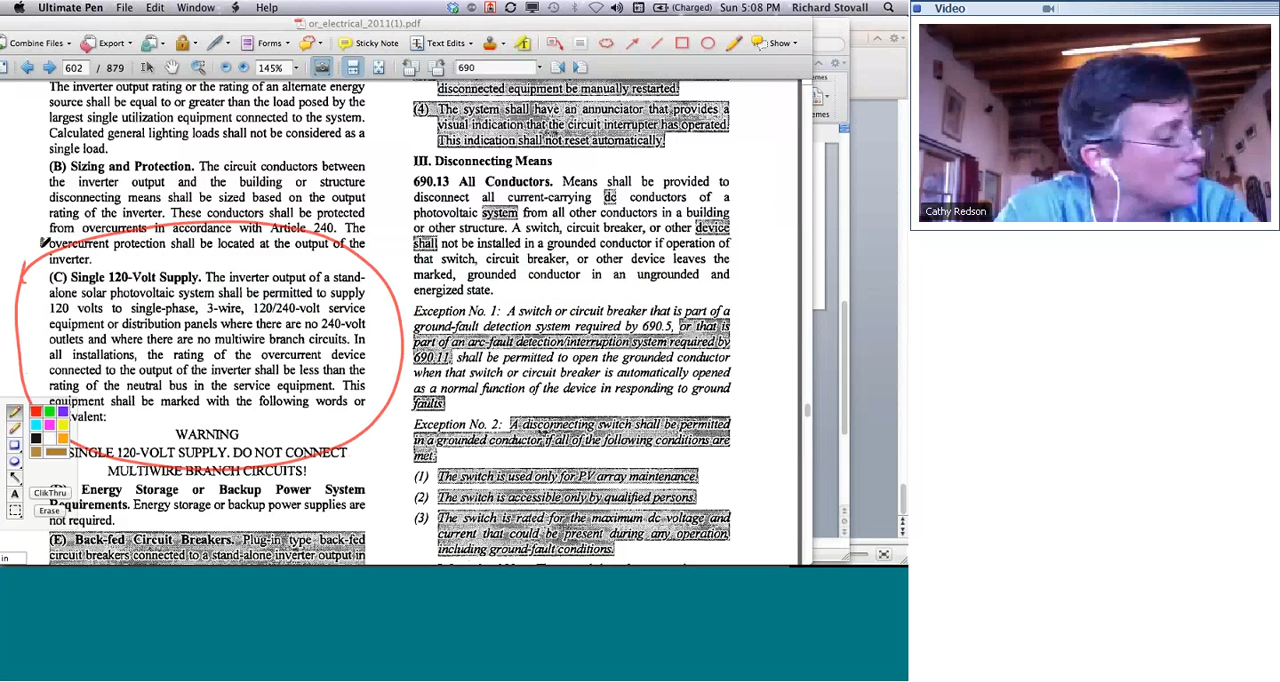 Ultimate Pen File Edit Window Help
(Charged) Sun 5:08 PM Richard Stovall
or_electrical_2011(1).pdf
Combine Files Export Forms Sticky Note Text Edits Show
602 / 879 145% 690
The inverter output rating or the rating of an alternate energy
source shall be equal to or greater than the load posed by the
largest single utilization equipment connected to the system.
Calculated general lighting loads shall not be considered as a
single load.
(B) Sizing and Protection. The circuit conductors between
the inverter output and the building or structure
disconnecting means shall be sized based on the output
rating of the inverter. These conductors shall be protected
from overcurrents in accordance with Article 240. The
overcurrent protection shall be located at the output of the
inverter.
(C) Single 120-Volt Supply. The inverter output of a stand-
alone solar photovoltaic system shall be permitted to supply
120 volts to single-phase, 3-wire, 120/240-volt service
equipment or distribution panels where there are no 240-volt
outlets and where there are no multiwire branch circuits. In
all installations, the rating of the overcurrent device
connected to the output of the inverter shall be less than the
rating of the neutral bus in the service equipment. This
equipment shall be marked with the following words or
WARNING
SINGLE 120-VOLT SUPPLY. DO NOT CONNECT
MULTIWIRE BRANCH CIRCUITS!
Energy Storage or Backup Power System
Requirements. Energy storage or backup power supplies are
not required.
(E) Back-fed Circuit Breakers. Plug-in type back-fed
circuit breakers connected to a stand-alone inverter output in
disconnected equipment be manually restarted.
(4) The system shall have an annunciator that provides a
visual indication that the circuit interrupter has operated.
This indication shall not reset automatically.
III. Disconnecting Means
690.13 All Conductors. Means shall be provided to
disconnect all current-carrying dc conductors of a
photovoltaic system from all other conductors in a building
or other structure. A switch, circuit breaker, or other device
shall not be installed in a grounded conductor if operation of
that switch, circuit breaker, or other device leaves the
marked, grounded conductor in an ungrounded and
energized state.
Exception No. 1: A switch or circuit breaker that is part of a
ground-fault detection system required by 690.5, or that is
part of an arc-fault detection/interruption system required by
690.11, shall be permitted to open the grounded conductor
when that switch or circuit breaker is automatically opened
as a normal function of the device in responding to ground
faults.
Exception No. 2: A disconnecting switch shall be permitted
in a grounded conductor if all of the following conditions are
met:
(1) The switch is used only for PV array maintenance.
(2) The switch is accessible only by qualified persons.
(3) The switch is rated for the maximum dc voltage and
current that could be present during any operation,
including ground-fault conditions.
A
ClikThru
Erase
in
Video
Cathy Redson